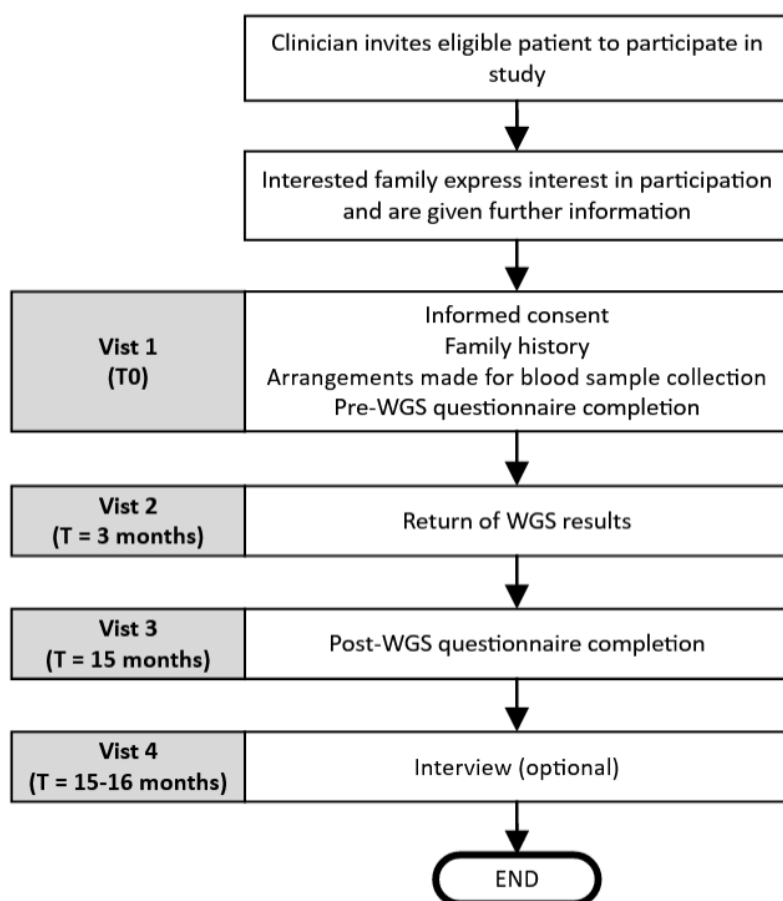 Clinician invites eligible patient to participate in
study
Interested family express interest in participation
and are given further information
Vist 1
(T0)
Informed consent
Family history
Arrangements made for blood sample collection
Pre-WGS questionnaire completion
Vist 2
(T = 3 months)
Return of WGS results
Vist 3
(T = 15 months)
Post-WGS questionnaire completion
Vist 4
(T = 15-16 months)
Interview (optional)
END